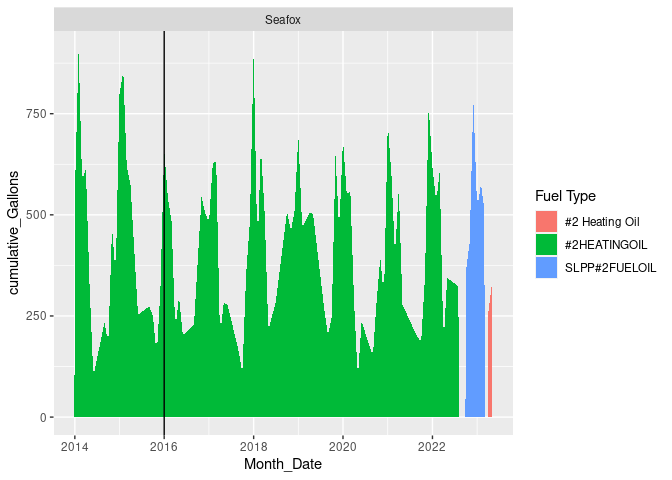 Seafox
750
500
250
0
cumulative_Gallons
2014 2016 2018 2020 2022
Month_Date
Fuel Type
#2 Heating Oil
#2HEATINGOIL
SLPP#2FUELOIL